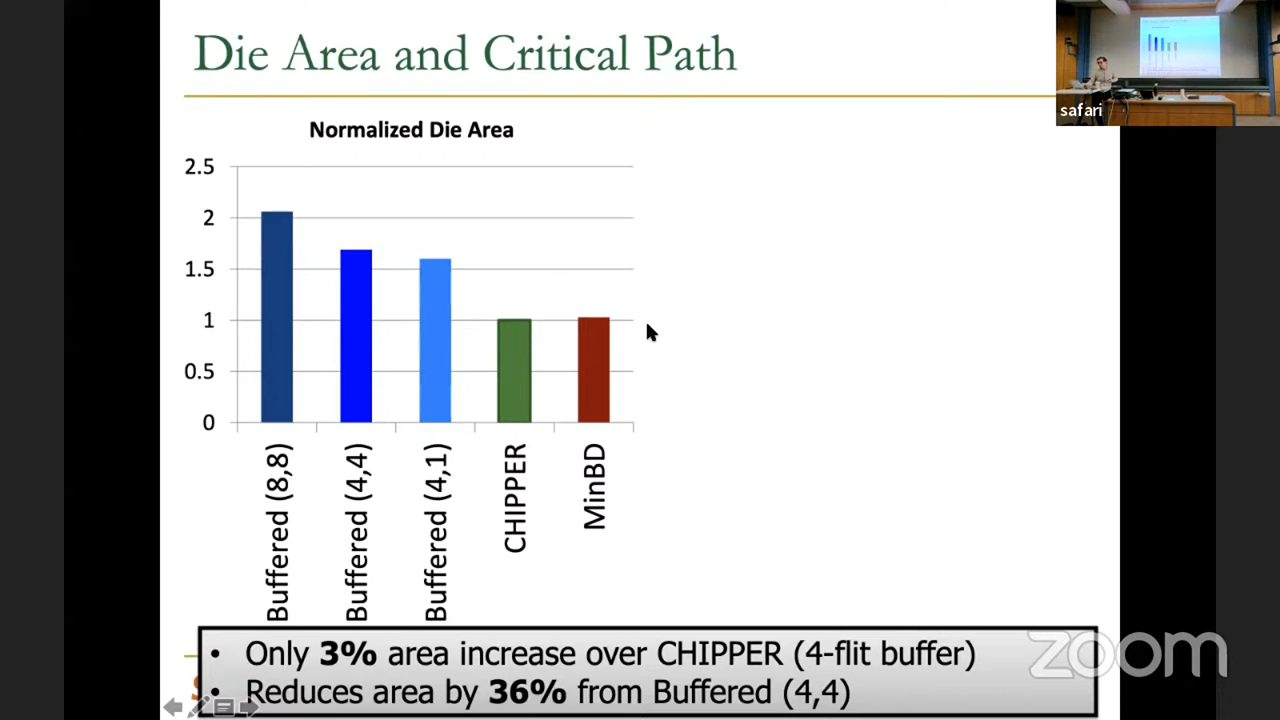 Die Area and Critical Path
safari
Normalized Die Area
2.5
2
1.5
1
0.5
0
Buffered (8,8)
Buffered (4,4)
Buffered (4,1)
CHIPPER
MinBD
• Only 3% area increase over CHIPPER (4-flit buffer)
• Reduces area by 36% from Buffered (4,4)
zoom